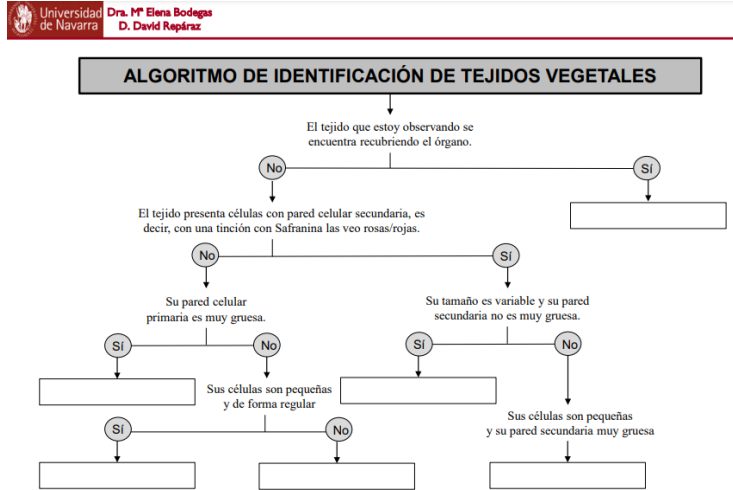 Universidad
de Navarra
Dra. Mª Elena Bodegas
D. David Repáraz
ALGORITMO DE IDENTIFICACIÓN DE TEJIDOS VEGETALES
El tejido que estoy observando se
encuentra recubriendo el órgano.
No
Sí
El tejido presenta células con pared celular secundaria, es
decir, con una tinción con Safranina las veo rosas/rojas.
No
Sí
Su pared celular
primaria es muy gruesa.
Su tamaño es variable y su pared
secundaria no es muy gruesa.
Sí
No
Sí
No
Sus células son pequeñas
y de forma regular
Sus células son pequeñas
y su pared secundaria muy gruesa
Sí
No